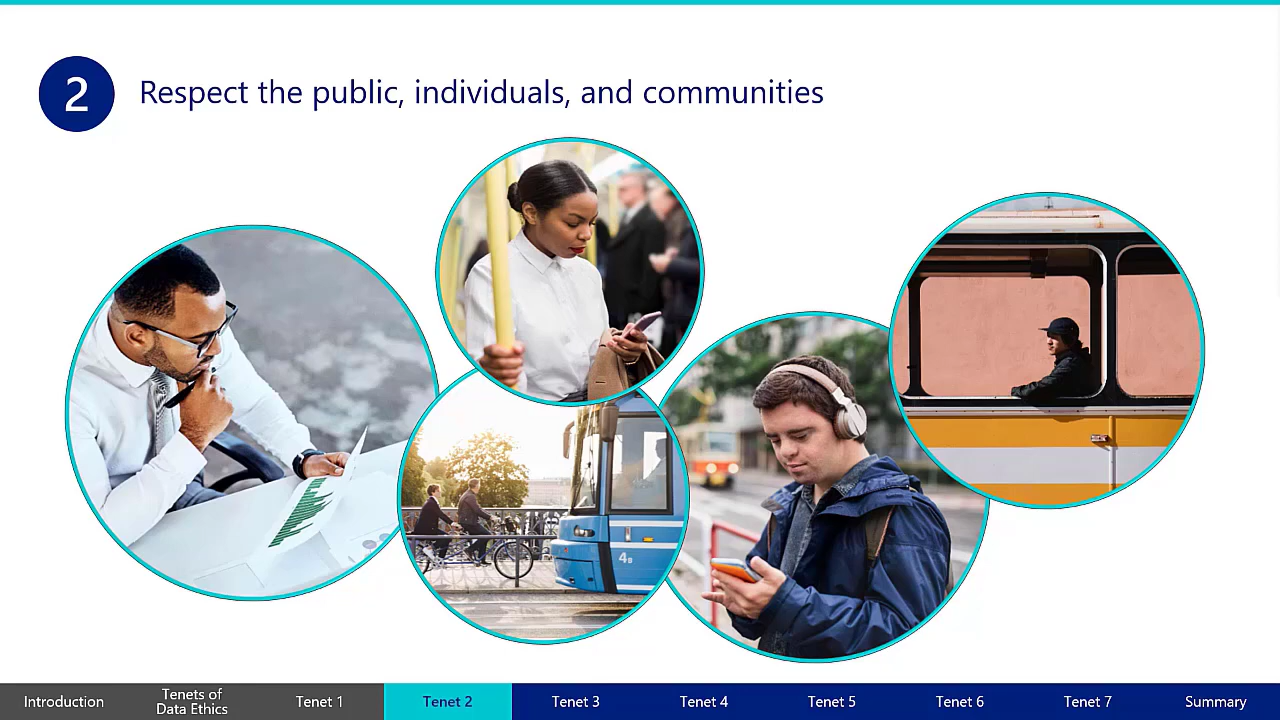 2
Respect the public, individuals, and communities
4g
Introduction
Tenets of
Data Ethics
Tenet 1
Tenet 2
Tenet 3
Tenet 4
Tenet 5
Tenet 6
Tenet 7
Summary